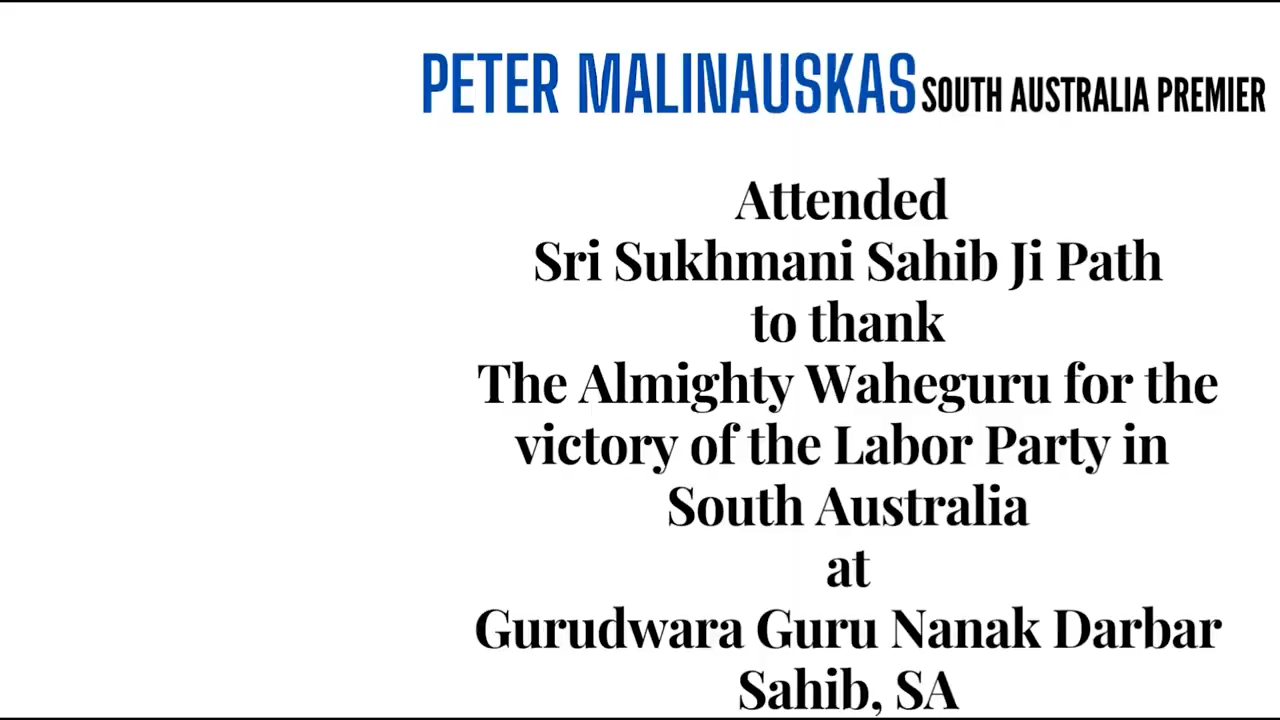 PETER MALINAUSKAS SOUTH AUSTRALIA PREMIER
Attended
Sri Sukhmani Sahib Ji Path
to thank
The Almighty Waheguru for the
victory of the Labor Party in
South Australia
at
Gurudwara Guru Nanak Darbar
Sahib, SA